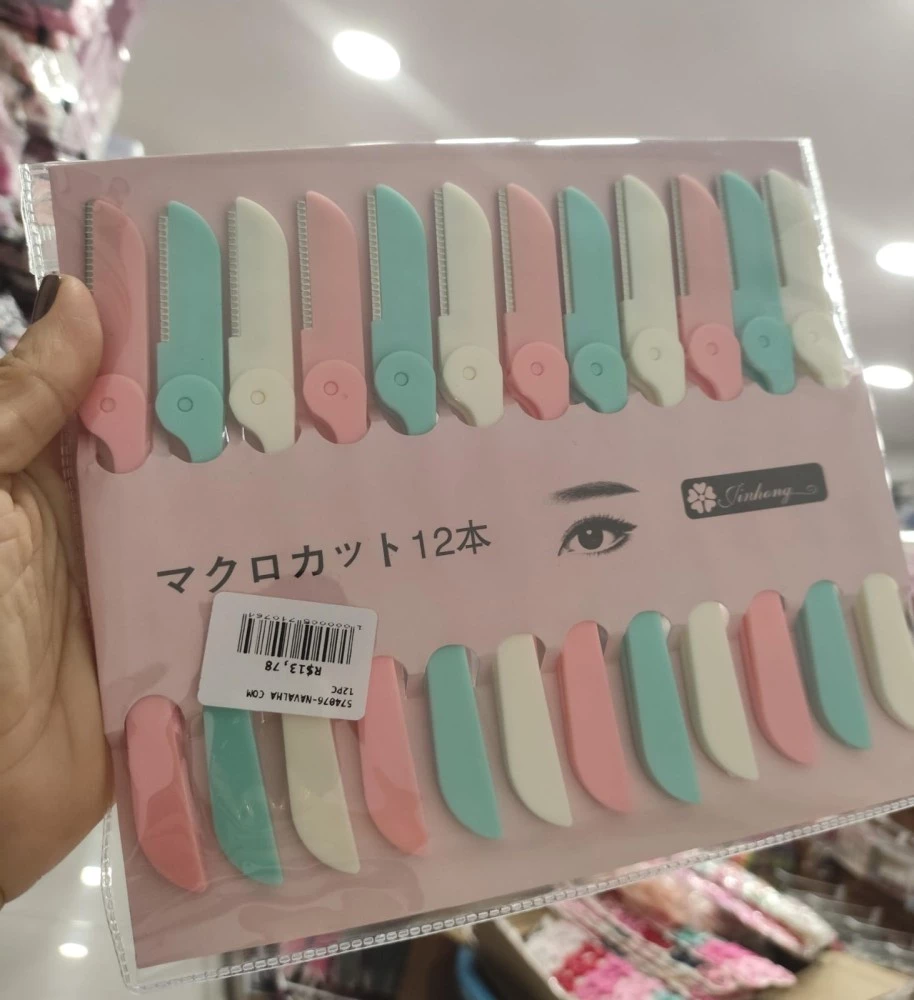 マクロカット12本
Jinhong
574876-NAVALHA COM
12PC
R$13,78